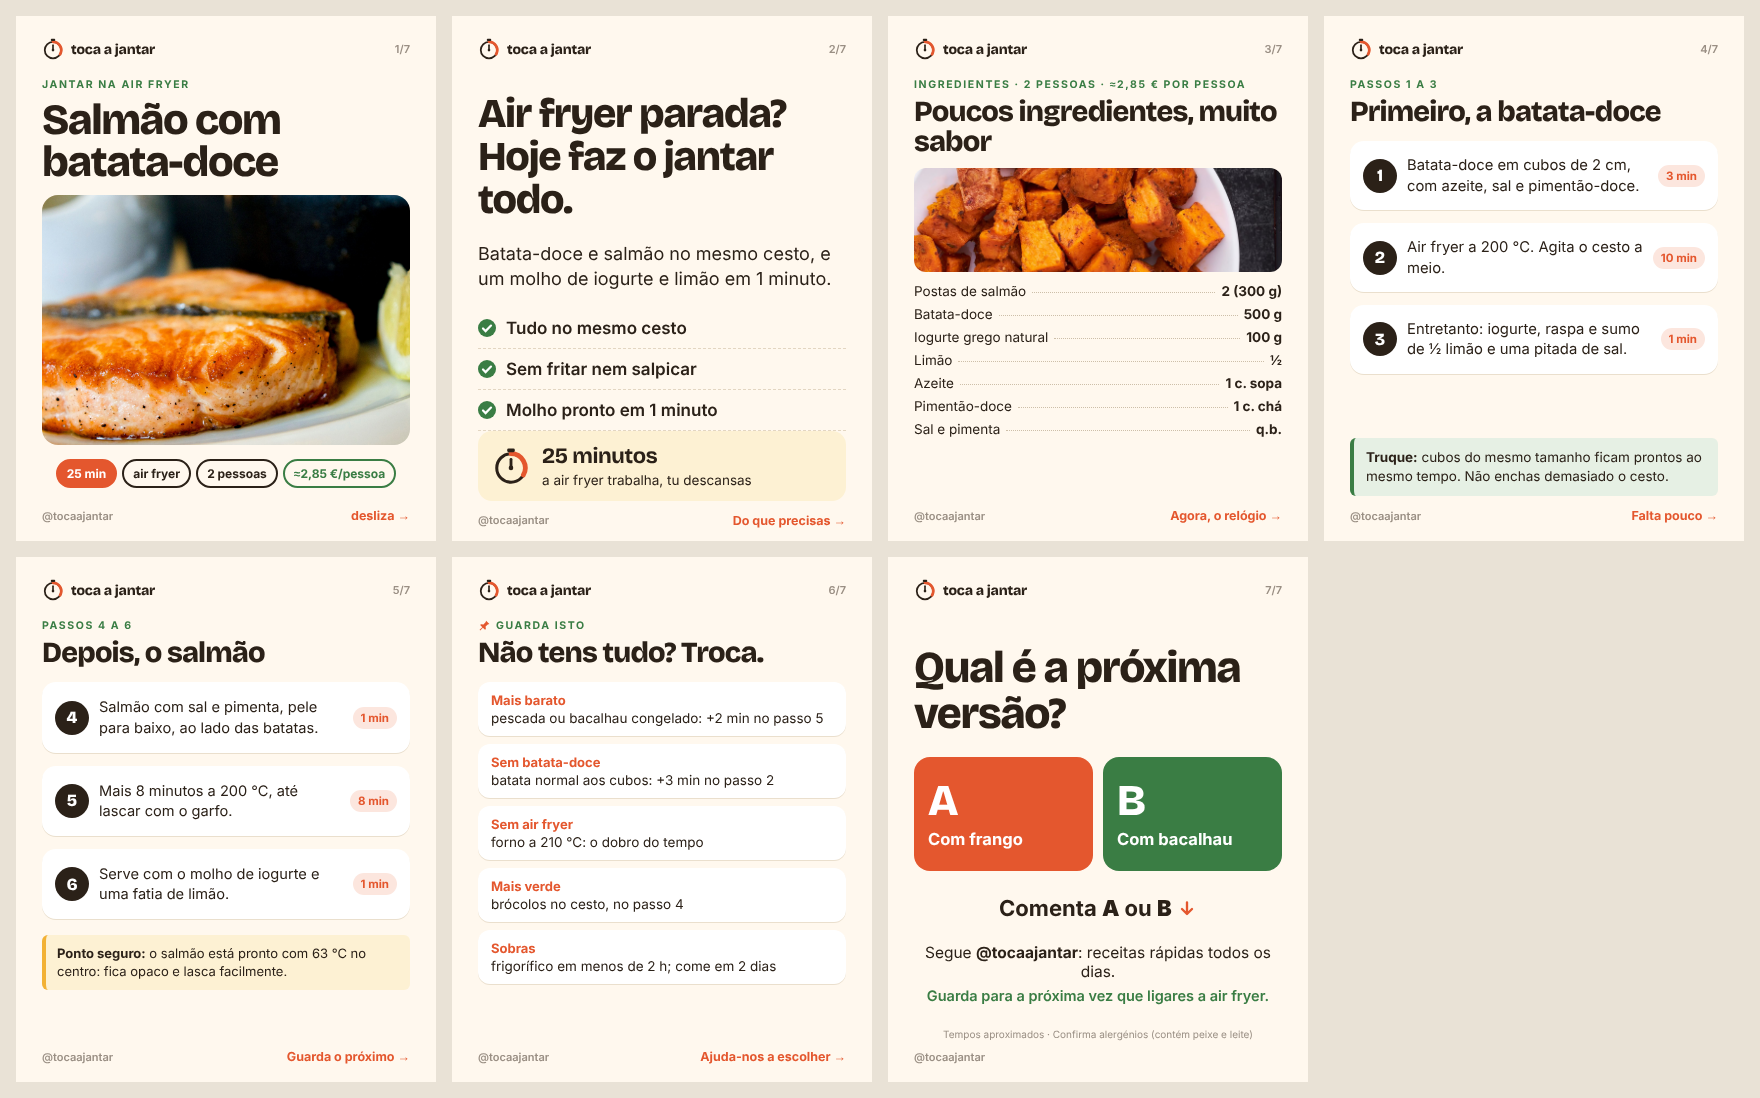 toca a jantar
1/7
JANTAR NA AIR FRYER
Salmão com
batata-doce
25 min
air fryer
2 pessoas
≈2,85 €/pessoa
@tocaajantar
desliza →
toca a jantar
2/7
Air fryer parada?
Hoje faz o jantar
todo.
Batata-doce e salmão no mesmo cesto, e
um molho de iogurte e limão em 1 minuto.
Tudo no mesmo cesto
Sem fritar nem salpicar
Molho pronto em 1 minuto
25 minutos
a air fryer trabalha, tu descansas
@tocaajantar
Do que precisas →
toca a jantar
3/7
INGREDIENTES · 2 PESSOAS · ≈2,85 € POR PESSOA
Poucos ingredientes, muito
sabor
Postas de salmão 2 (300 g)
Batata-doce 500 g
Iogurte grego natural 100 g
Limão ½
Azeite 1 c. sopa
Pimentão-doce 1 c. chá
Sal e pimenta q.b.
@tocaajantar
Agora, o relógio →
toca a jantar
4/7
PASSOS 1 A 3
Primeiro, a batata-doce
1
Batata-doce em cubos de 2 cm,
com azeite, sal e pimentão-doce.
3 min
2
Air fryer a 200 °C. Agita o cesto a
meio.
10 min
3
Entretanto: iogurte, raspa e sumo
de ½ limão e uma pitada de sal.
1 min
Truque: cubos do mesmo tamanho ficam prontos ao
mesmo tempo. Não enchas demasiado o cesto.
@tocaajantar
Falta pouco →
toca a jantar
5/7
PASSOS 4 A 6
Depois, o salmão
4
Salmão com sal e pimenta, pele
para baixo, ao lado das batatas.
1 min
5
Mais 8 minutos a 200 °C, até
lascar com o garfo.
8 min
6
Serve com o molho de iogurte e
uma fatia de limão.
1 min
Ponto seguro: o salmão está pronto com 63 °C no
centro: fica opaco e lasca facilmente.
@tocaajantar
Guarda o próximo →
toca a jantar
6/7
GUARDA ISTO
Não tens tudo? Troca.
Mais barato
pescada ou bacalhau congelado: +2 min no passo 5
Sem batata-doce
batata normal aos cubos: +3 min no passo 2
Sem air fryer
forno a 210 °C: o dobro do tempo
Mais verde
brócolos no cesto, no passo 4
Sobras
frigorífico em menos de 2 h; come em 2 dias
@tocaajantar
Ajuda-nos a escolher →
toca a jantar
7/7
Qual é a próxima
versão?
A
Com frango
B
Com bacalhau
Comenta A ou B ↓
Segue @tocaajantar: receitas rápidas todos os
dias.
Guarda para a próxima vez que ligares a air fryer.
Tempos aproximados · Confirma alergénios (contém peixe e leite)
@tocaajantar